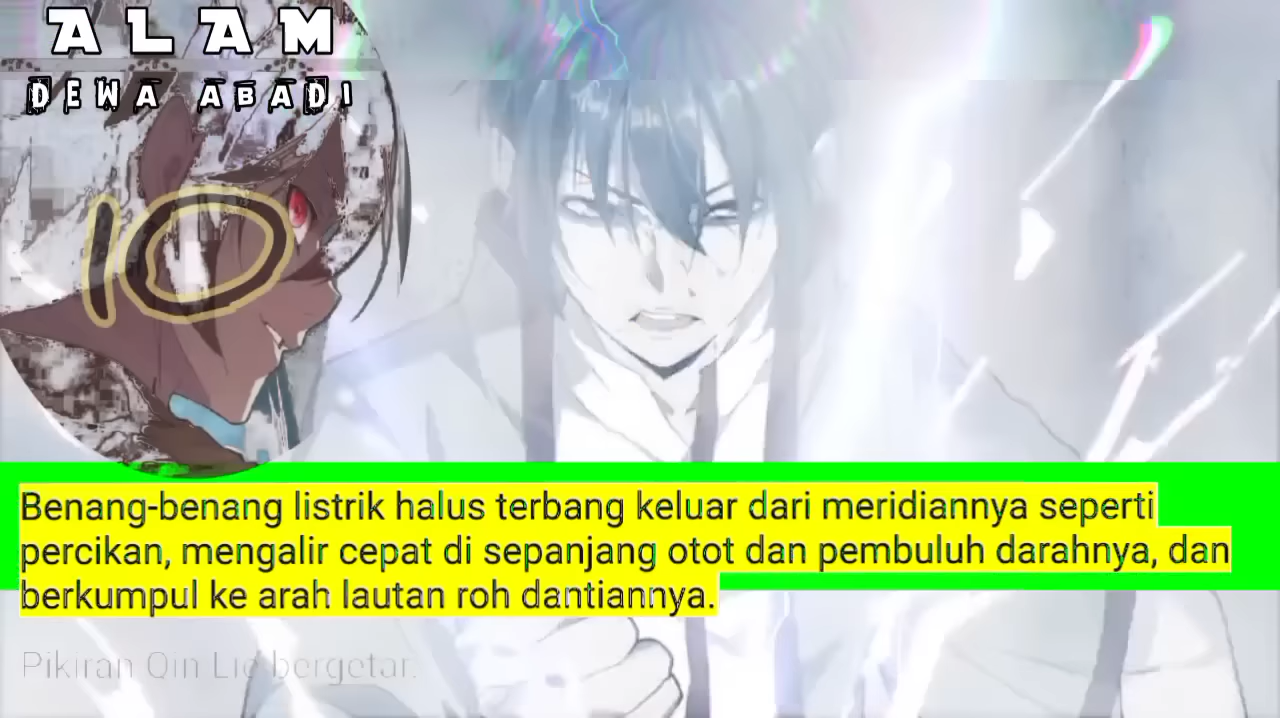 ALAM
DEWA ABADI
10
Benang-benang listrik halus terbang keluar dari meridiannya seperti
percikan, mengalir cepat di sepanjang otot dan pembuluh darahnya, dan
berkumpul ke arah lautan roh dantiannya.
Pikiran Qin Lie bergetar.